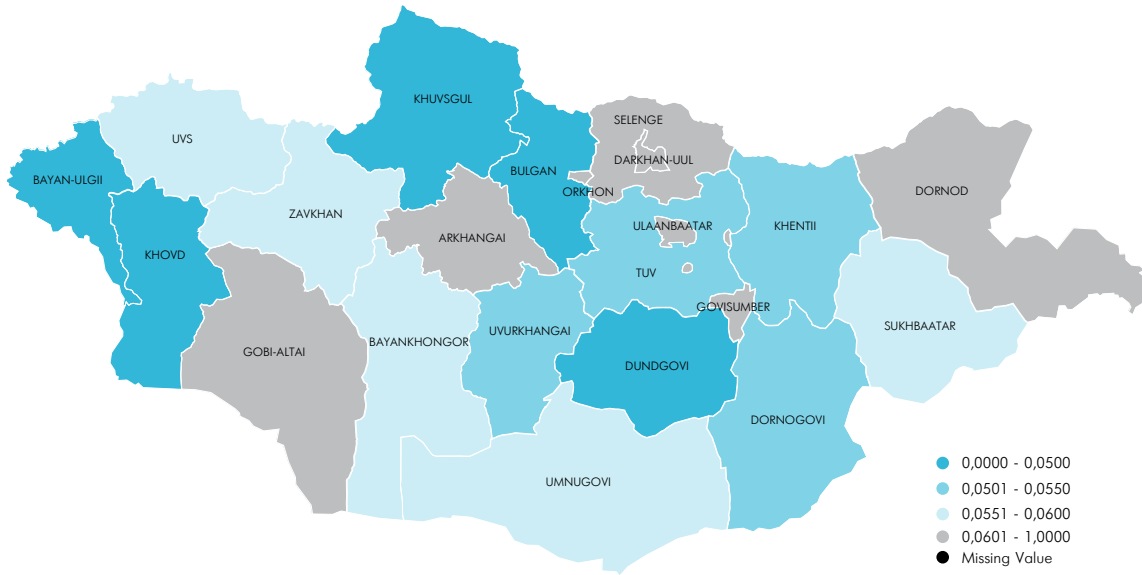 KHUVSGUL
SELENGE
UVS
DARKHAN-UUL
BULGAN
BAYAN-ULGII
ORKHON
DORNOD
ZAVKHAN
ULAANBAATAR
KHENTII
ARKHANGAI
KHOVD
TUV
GOVISUMBER
UVURKHANGAI
SUKHBAATAR
BAYANKHONGOR
GOBI-ALTAI
DUNDGOVI
DORNOGOVI
UMNUGOVI
0,0000 - 0,0500
0,0501 - 0,0550
0,0551 - 0,0600
0,0601 - 1,0000
Missing Value